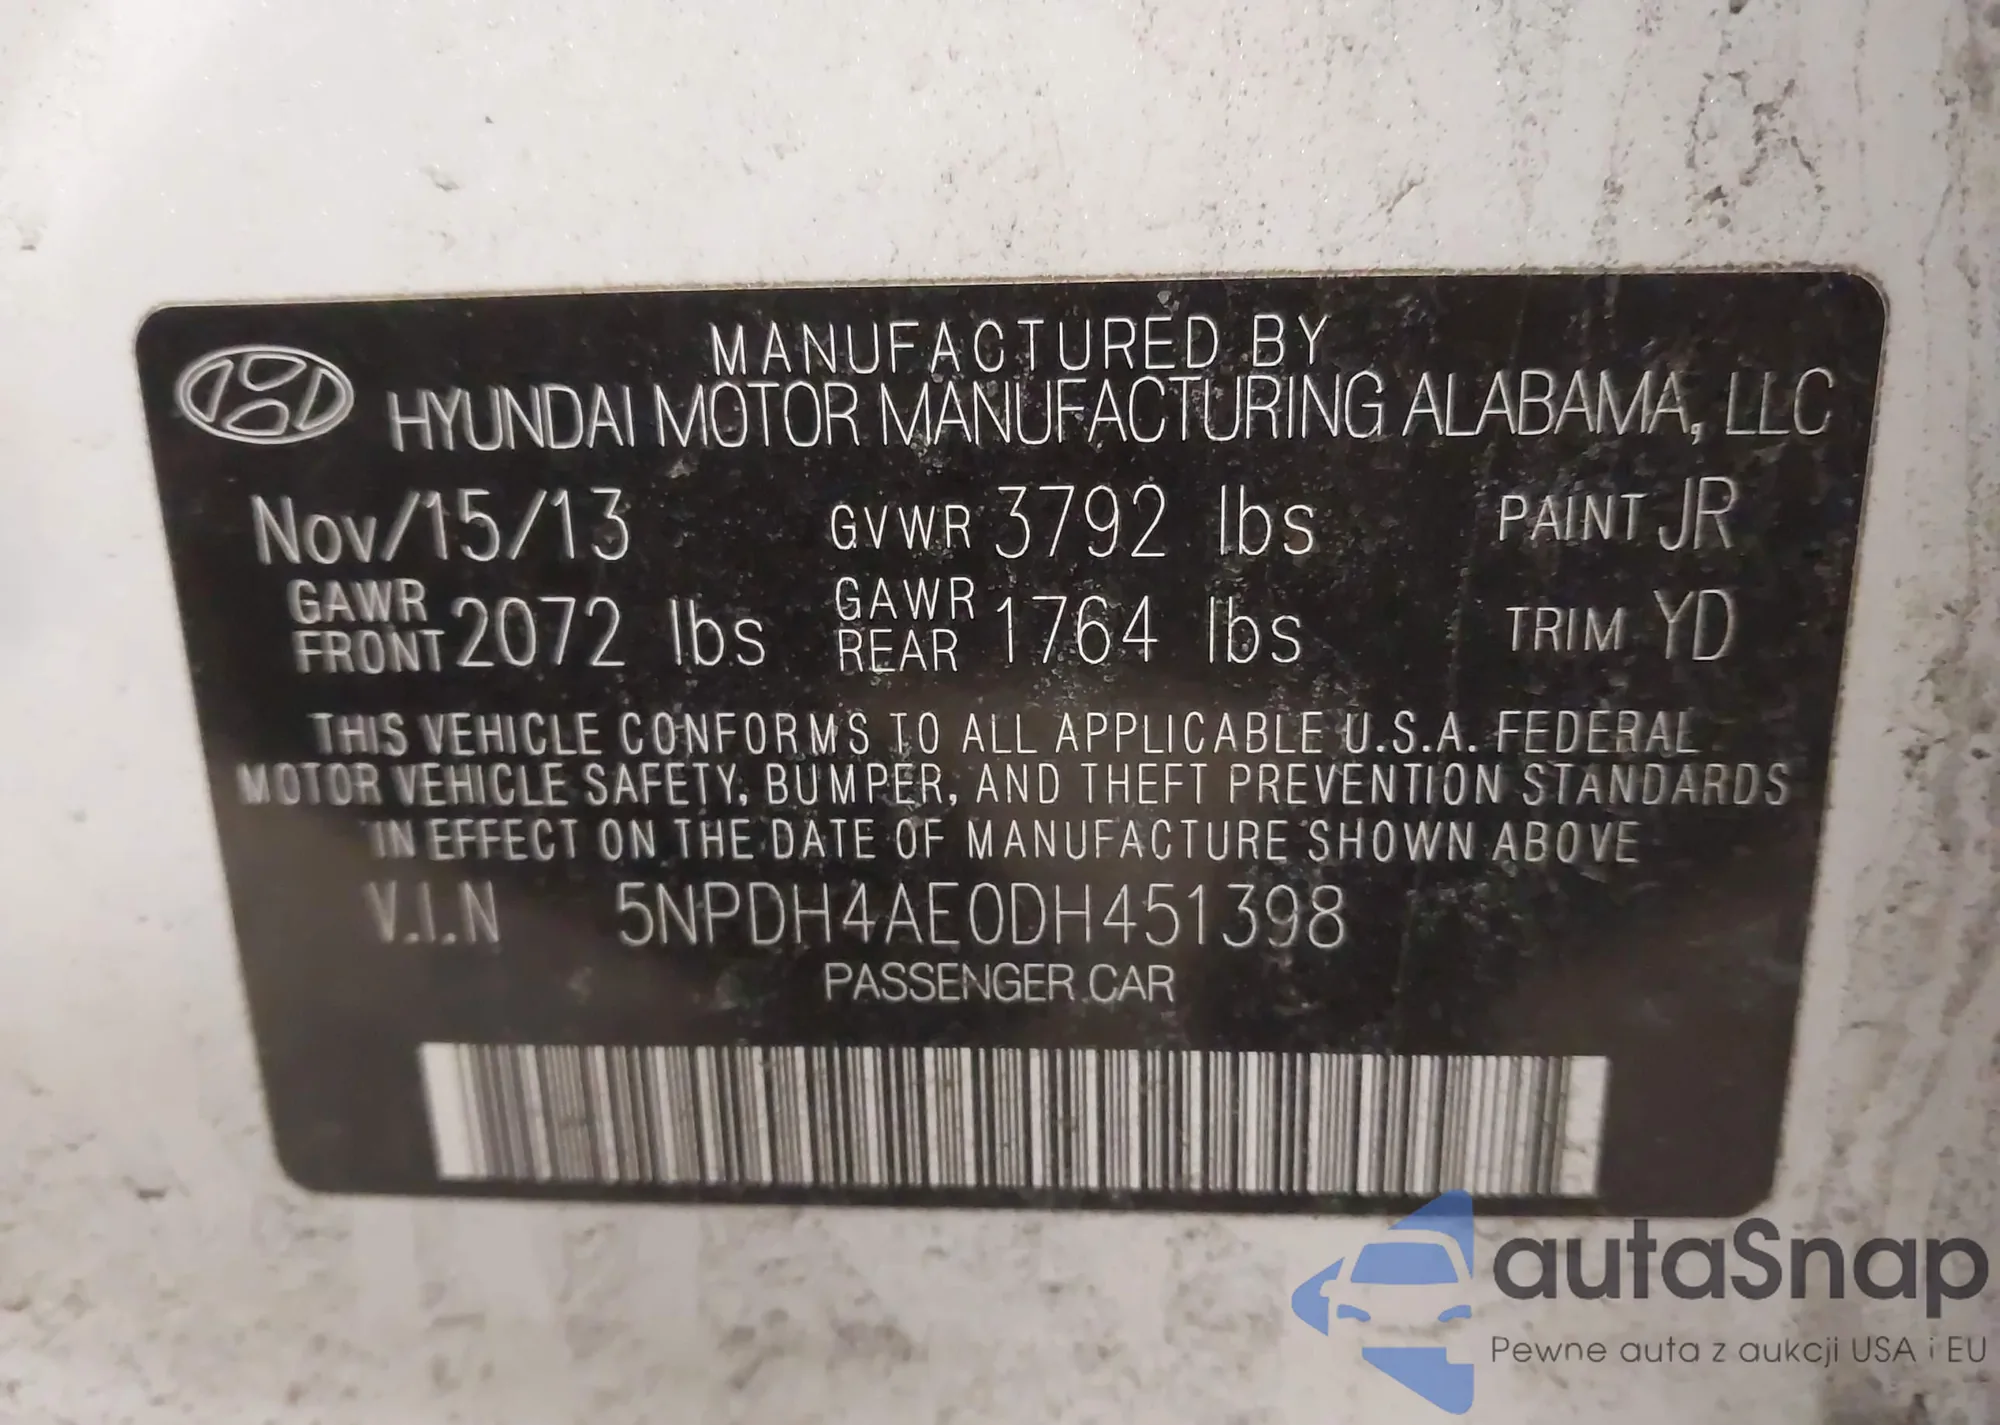 MANUFACTURED BY
HYUNDAI MOTOR MANUFACTURING ALABAMA, LLC
Nov/15/13 GVWR 3792 lbs PAINT JR
GAWR FRONT 2072 lbs GAWR REAR 1764 lbs TRIM YD
THIS VEHICLE CONFORMS TO ALL APPLICABLE U.S.A. FEDERAL
MOTOR VEHICLE SAFETY, BUMPER, AND THEFT PREVENTION STANDARDS
IN EFFECT ON THE DATE OF MANUFACTURE SHOWN ABOVE
V.I.N 5NPDH4AE0DH451398
PASSENGER CAR
autaSnap
Pewne auta z aukcji USA i EU